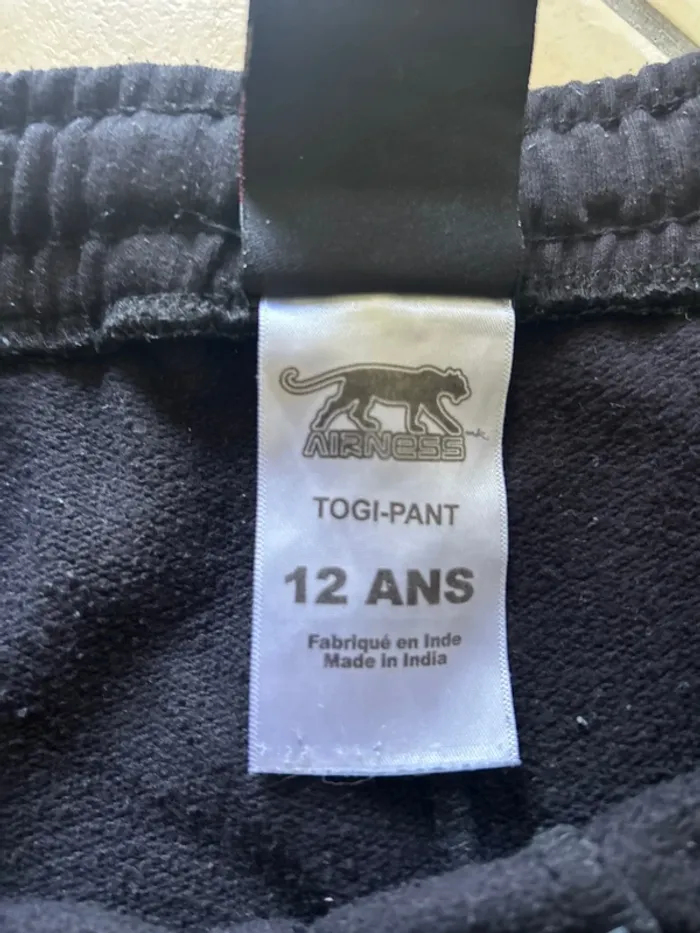 AIRNESS
TOGI-PANT
12 ANS
Fabriqué en Inde
Made in India